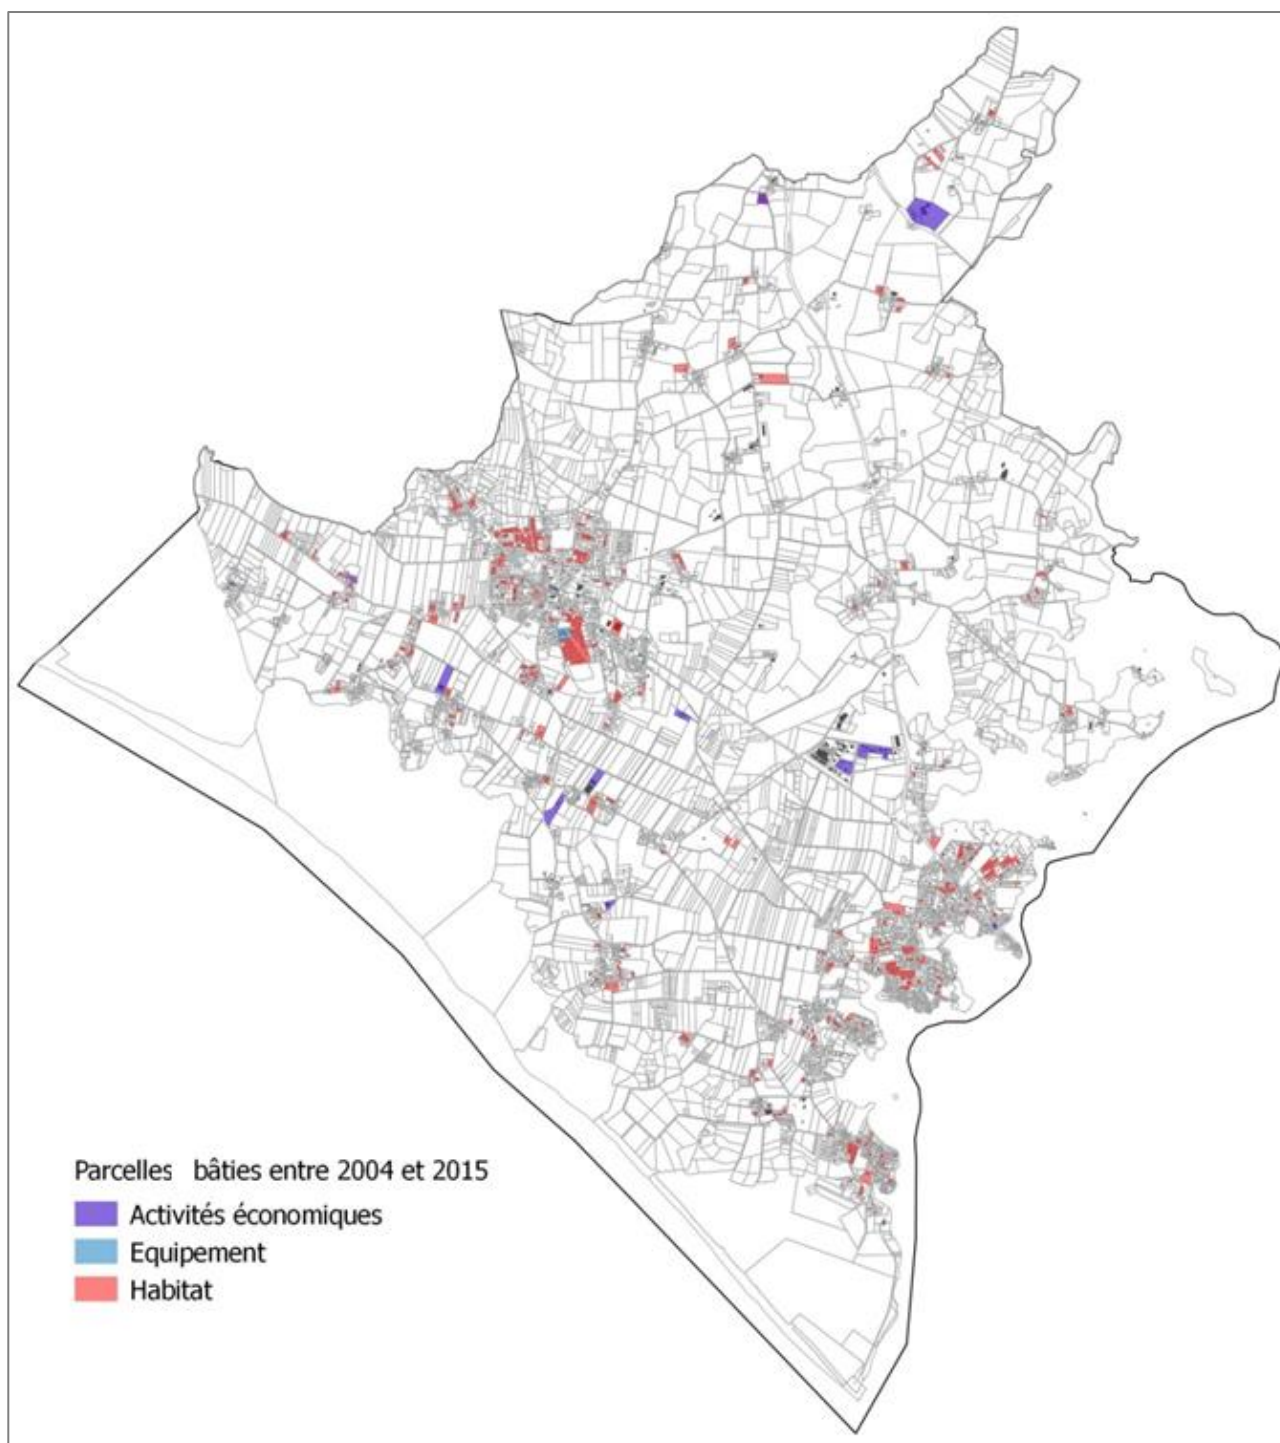 Parcelles bâties entre 2004 et 2015
Activités économiques
Equipement
Habitat